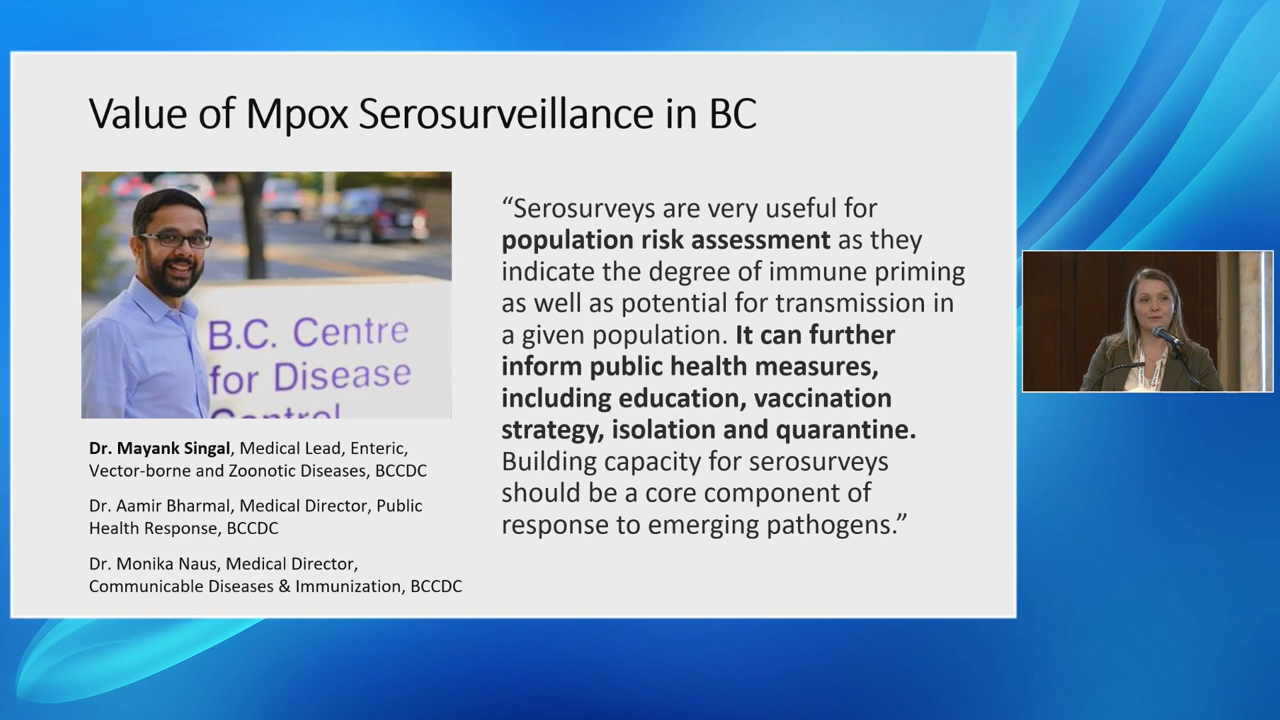 Value of Mpox Serosurveillance in BC
B.C. Centre
for Disease
Control
Dr. Mayank Singal, Medical Lead, Enteric,
Vector-borne and Zoonotic Diseases, BCCDC
Dr. Aamir Bharmal, Medical Director, Public
Health Response, BCCDC
Dr. Monika Naus, Medical Director,
Communicable Diseases & Immunization, BCCDC
“Serosurveys are very useful for
population risk assessment as they
indicate the degree of immune priming
as well as potential for transmission in
a given population. It can further
inform public health measures,
including education, vaccination
strategy, isolation and quarantine.
Building capacity for serosurveys
should be a core component of
response to emerging pathogens.”